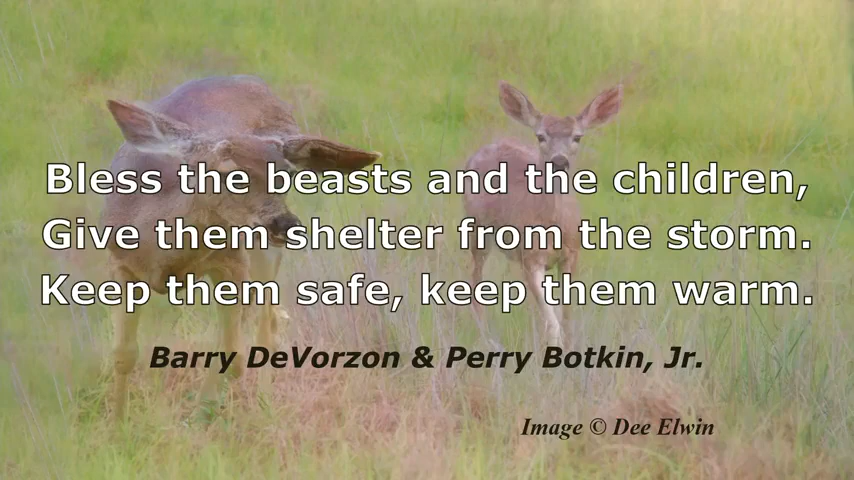 Bless the beasts and the children,
Give them shelter from the storm.
Keep them safe, keep them warm.
Barry DeVorzon & Perry Botkin, Jr.
Image © Dee Elwin